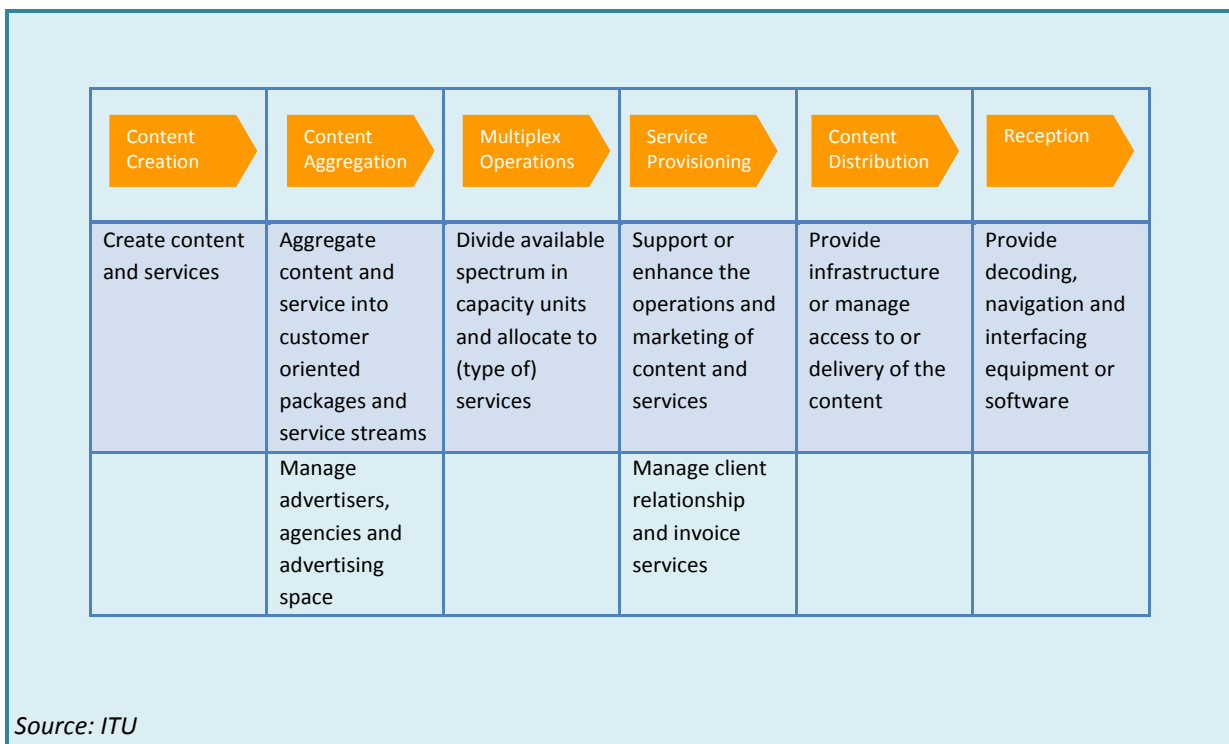 Content
Creation
Content
Aggregation
Multiplex
Operations
Service
Provisioning
Content
Distribution
Reception
Create content
and services
Aggregate
content and
service into
customer
oriented
packages and
service streams
Divide available
spectrum in
capacity units
and allocate to
(type of)
services
Support or
enhance the
operations and
marketing of
content and
services
Provide
infrastructure
or manage
access to or
delivery of the
content
Provide
decoding,
navigation and
interfacing
equipment or
software
Manage
advertisers,
agencies and
advertising
space
Manage client
relationship
and invoice
services
Source: ITU